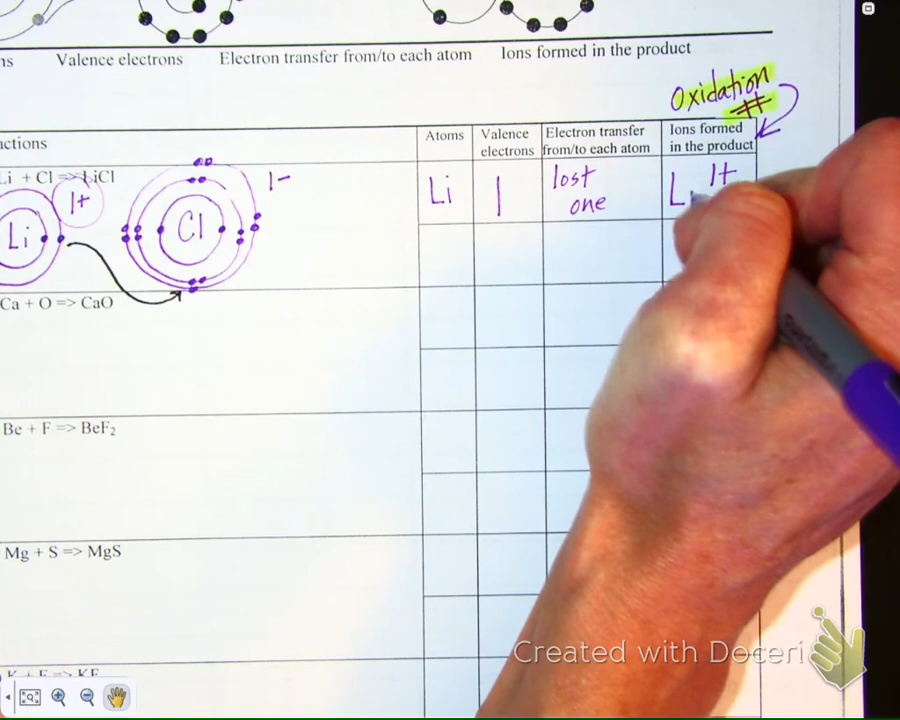 Valence electrons Electron transfer from/to each atom Ions formed in the product
Oxidation
#
Atoms Valence electrons Electron transfer from/to each atom Ions formed in the product
Li + Cl => LiCl
1+
1-
Li
Cl
Li 1 lost one Li 1+
Ca + O => CaO
Be + F => BeF₂
Mg + S => MgS
K + F => KF
Created with Doceri